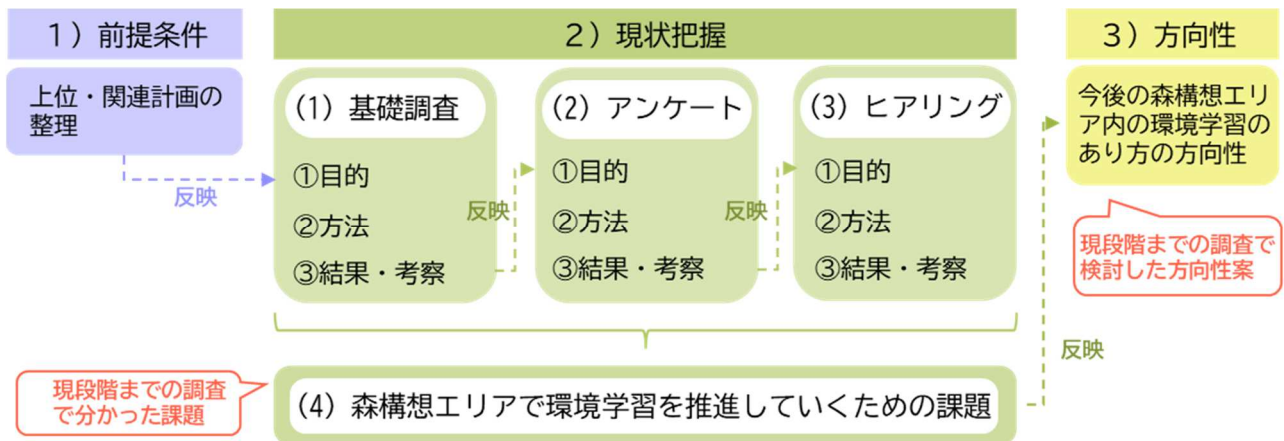 1）前提条件
上位・関連計画の
整理
反映
2）現状把握
(1) 基礎調査
①目的
②方法
③結果・考察
反映
(2) アンケート
①目的
②方法
③結果・考察
反映
(3) ヒアリング
①目的
②方法
③結果・考察
現段階までの調査
で分かった課題
(4) 森構想エリアで環境学習を推進していくための課題
反映
3）方向性
今後の森構想エリ
ア内の環境学習の
あり方の方向性
現段階までの調査で
検討した方向性案